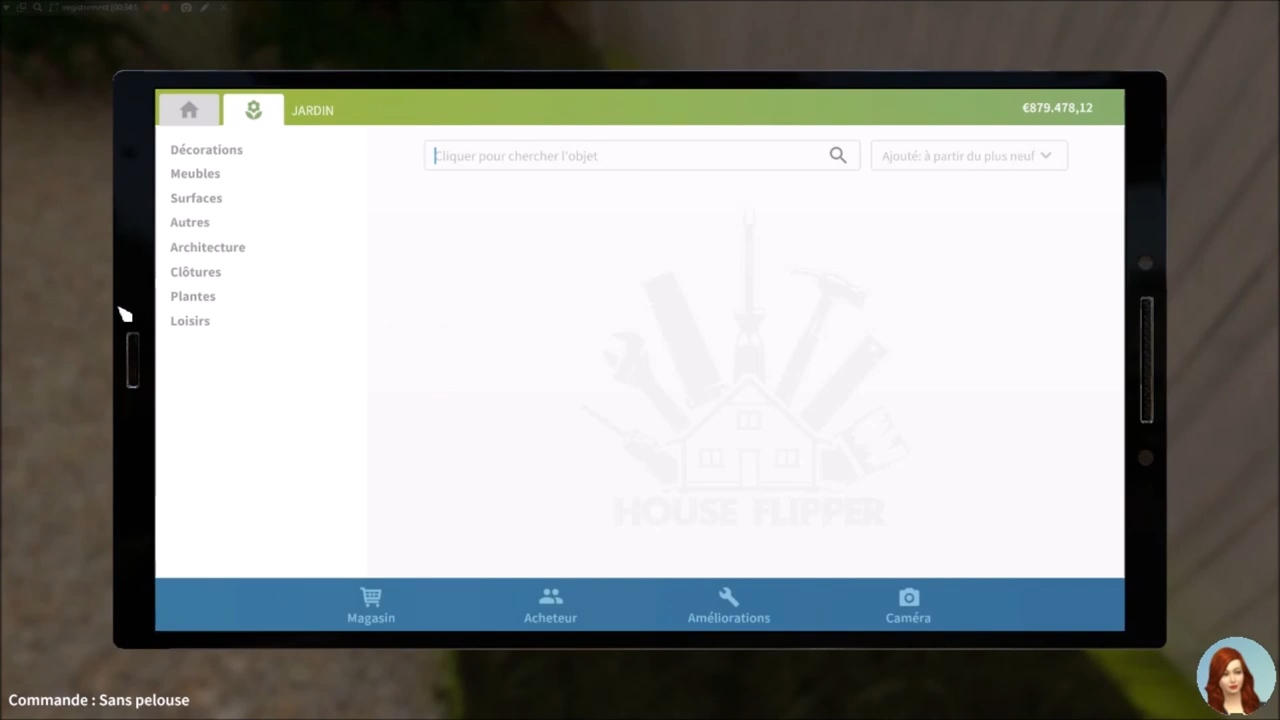 JARDIN
€879.478,12
Décorations
Meubles
Surfaces
Autres
Architecture
Clôtures
Plantes
Loisirs
Cliquer pour chercher l'objet
Ajouté: à partir du plus neuf
HOUSE FLIPPER
Magasin
Acheteur
Améliorations
Caméra
Commande : Sans pelouse